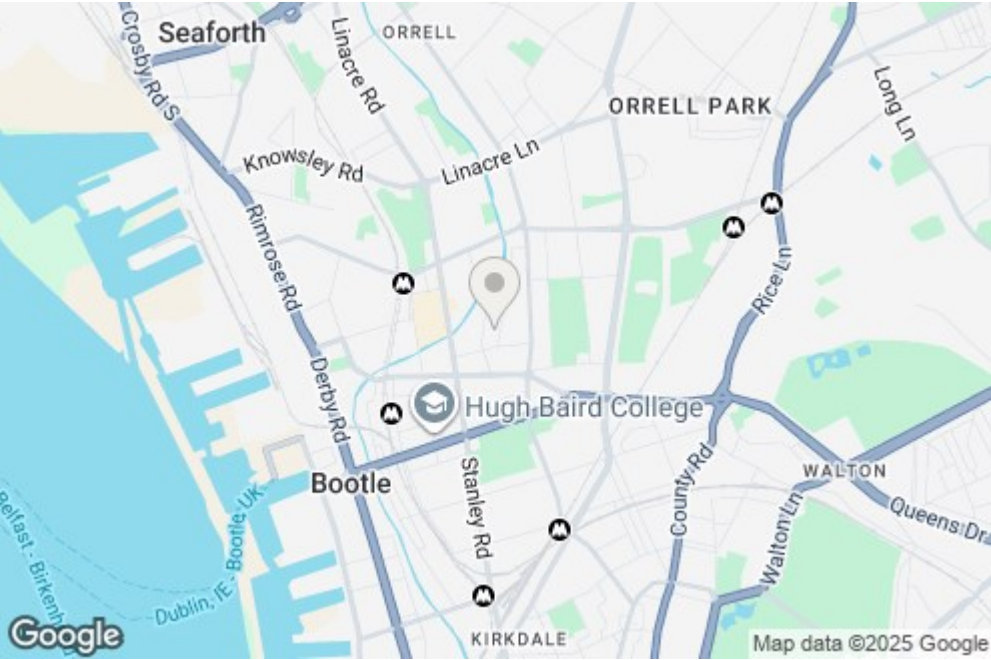 Seaforth
ORRELL
Crosby Rd S
Linacre Rd
ORRELL PARK
Long Ln
Knowsley Rd
Linacre Ln
Rimrose Rd
Rice Ln
Derby Rd
Hugh Baird College
Bootle
Stanley Rd
County Rd
WALTON
Walton Ln
Queens Dr
Belfast - Birkenh
Dublin, IE - Bootle, UK
KIRKDALE
Google
Map data ©2025 Google